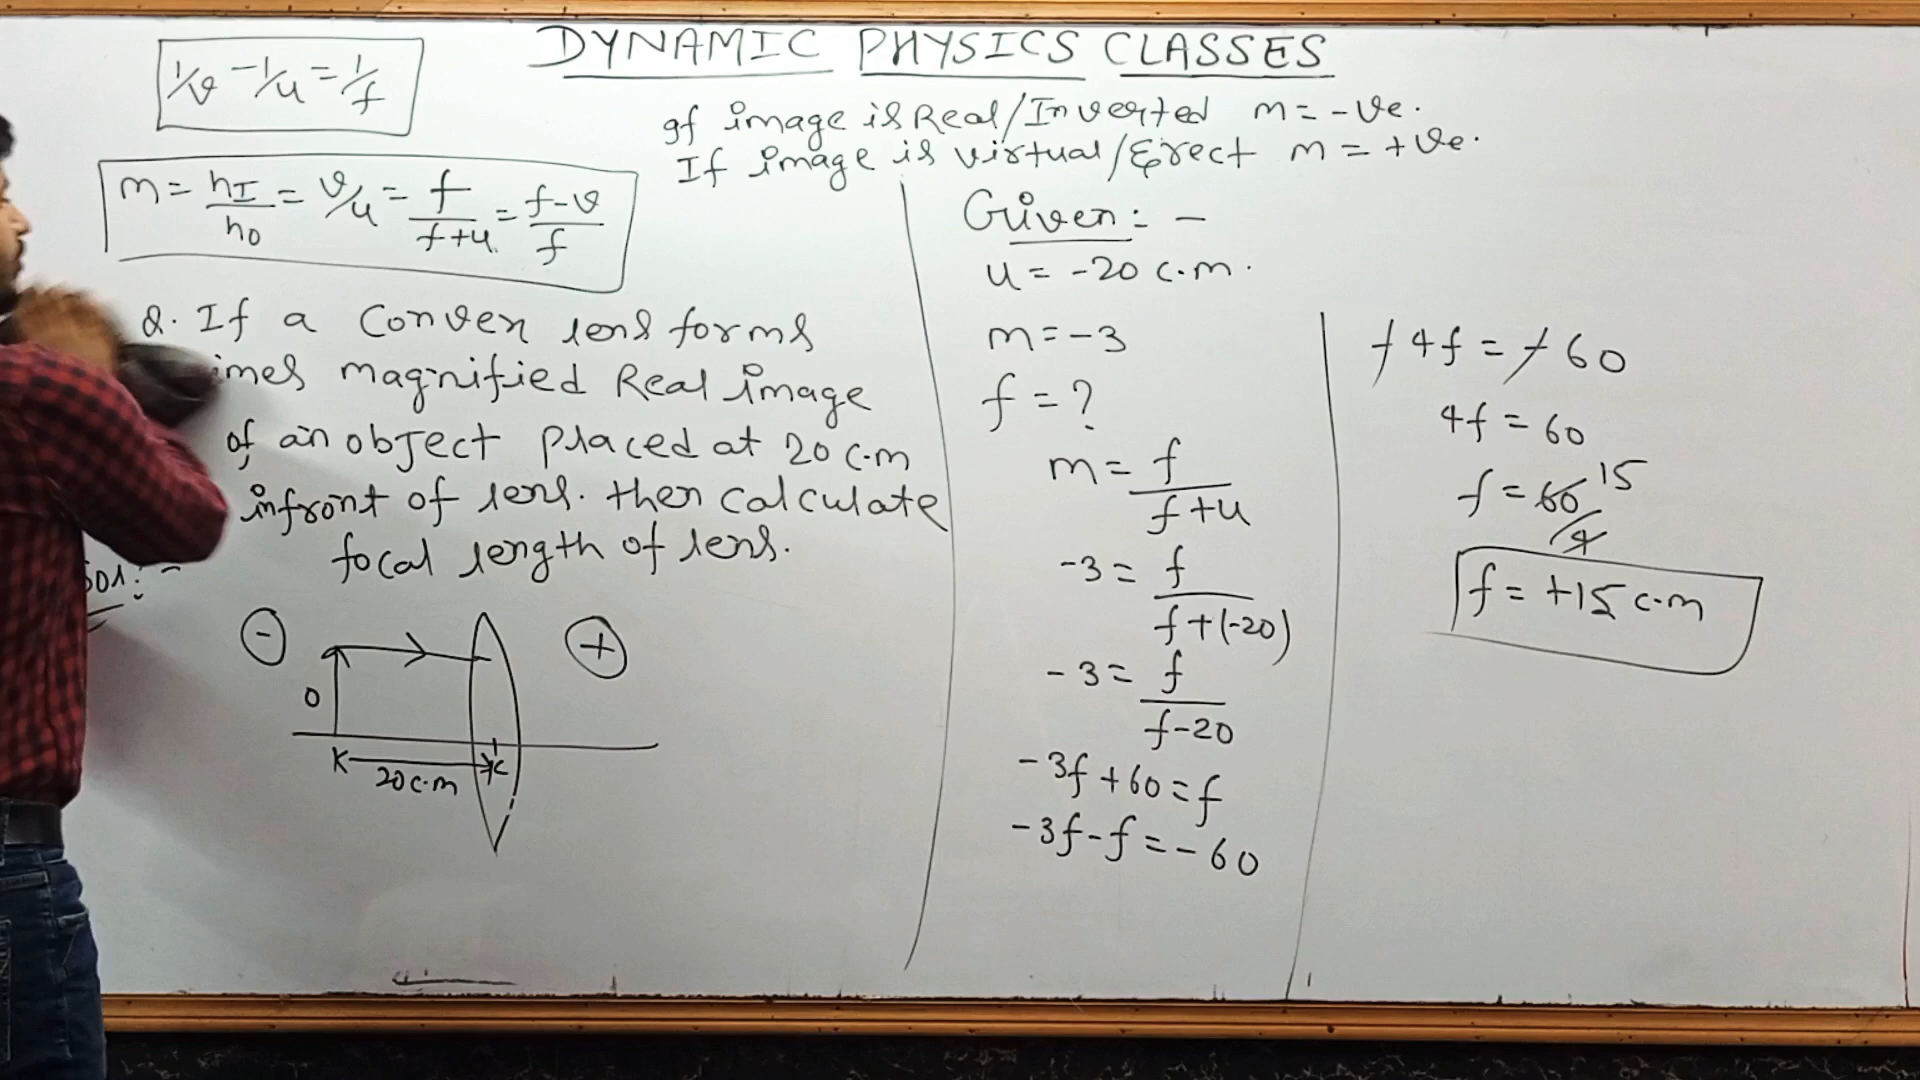 DYNAMIC PHYSICS CLASSES
1/v - 1/u = 1/f
If image is Real/Inverted m = -ve.
If image is virtual/Erect m = +ve.
m = hI/h0 = v/u = f/f+u = f-v/f
Q. If a Convex lens forms
imes magnified Real image
of an object placed at 20 c.m
infront of lens. then calculate
focal length of lens.
Sol: -
-
+
O
20 c.m
C
Given: -
u = -20 c.m.
m = -3
f = ?
m = f/f+u
-3 = f/f+(-20)
-3 = f/f-20
-3f + 60 = f
-3f - f = -60
-4f = -60
4f = 60
f = 60/4 15
f = +15 c.m